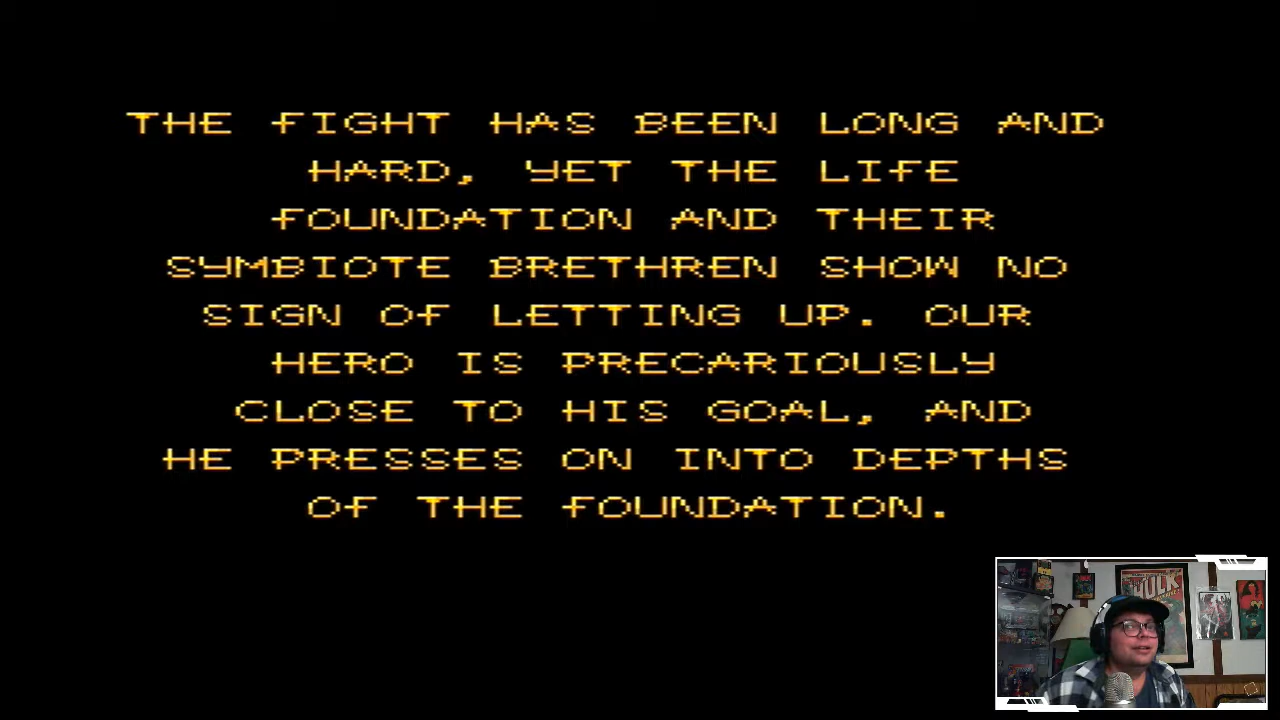 THE FIGHT HAS BEEN LONG AND
HARD, YET THE LIFE
FOUNDATION AND THEIR
SYMBIOTE BRETHREN SHOW NO
SIGN OF LETTING UP. OUR
HERO IS PRECARIOUSLY
CLOSE TO HIS GOAL, AND
HE PRESSES ON INTO DEPTHS
OF THE FOUNDATION.
HULK